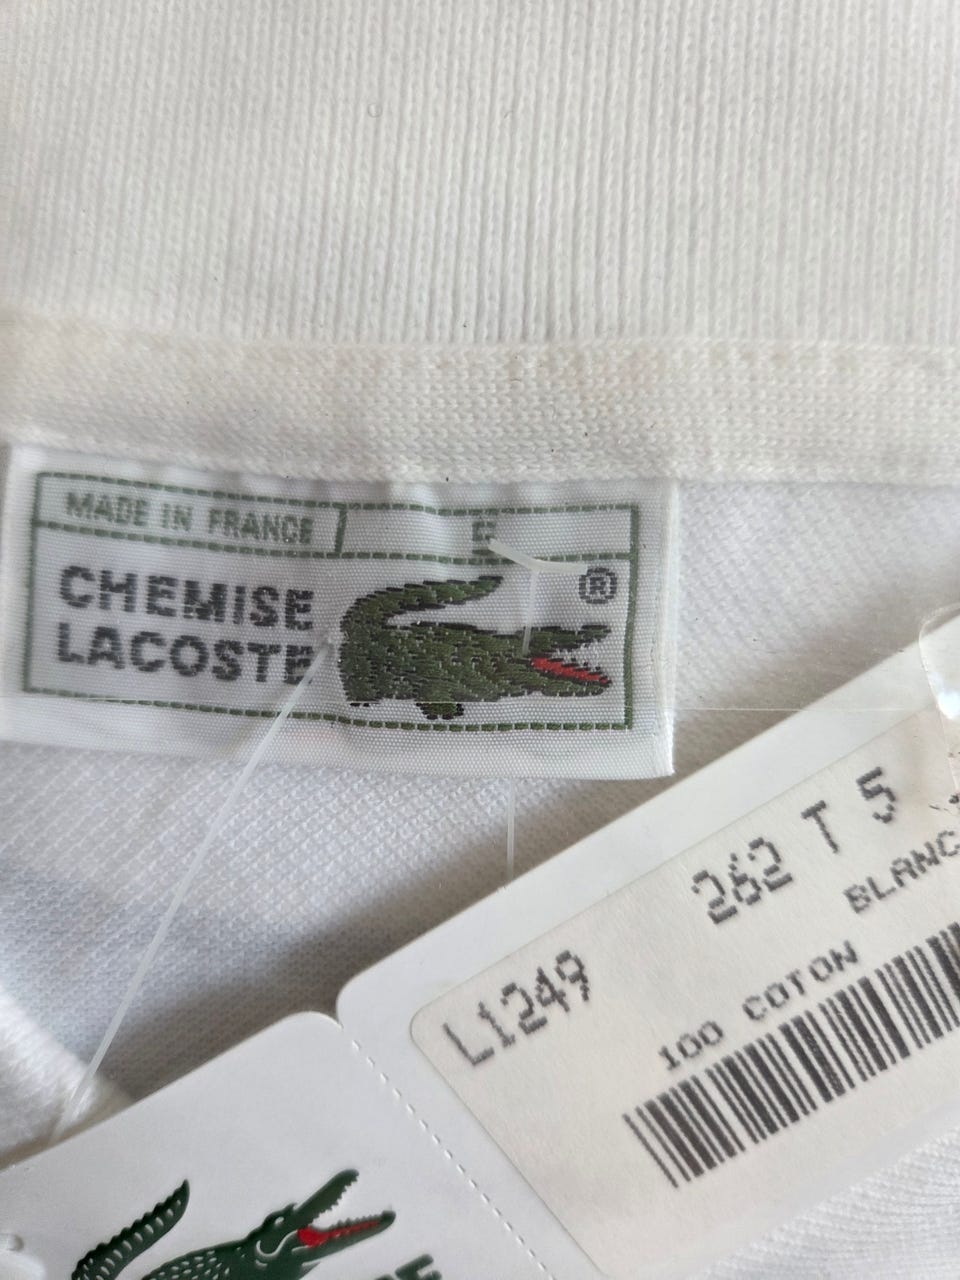 MADE IN FRANCE
CHEMISE
LACOSTE
®
262 T 5
BLANC
L1249
100 COTON